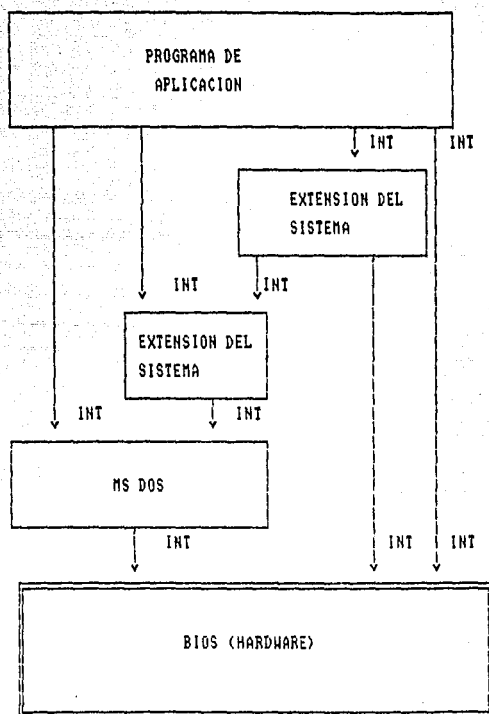 PROGRAMA DE
APLICACION
INT INT
EXTENSION DEL
SISTEMA
INT INT
EXTENSION DEL
SISTEMA
INT INT
MS DOS
INT INT INT
BIOS (HARDWARE)